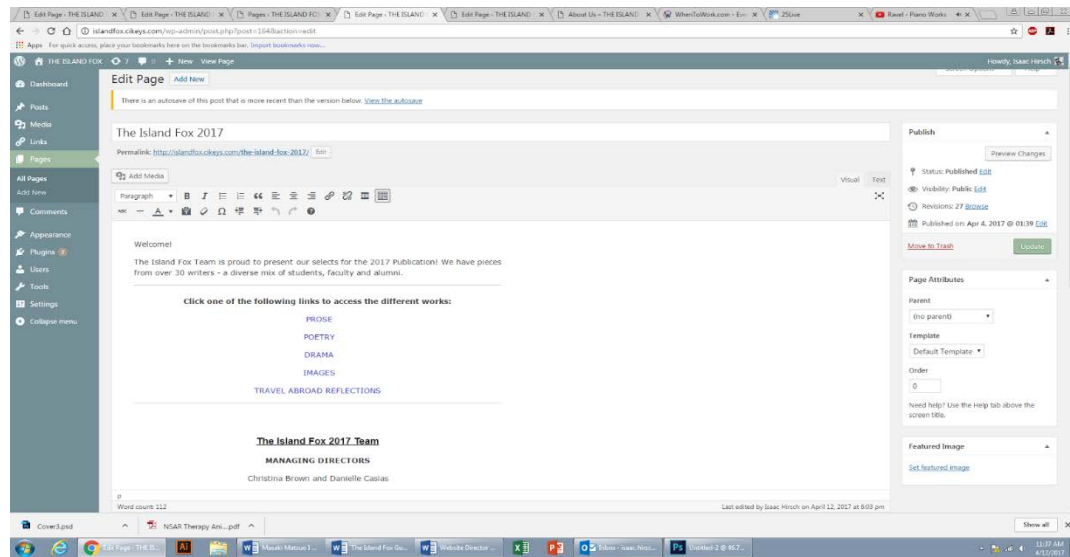 Edit Page - THE ISLAND
Edit Page - THE ISLAND
Pages - THE ISLAND FO
Edit Page - THE ISLAND
Edit Page - THE ISLAND
About Us - THE ISLAND
WhenToWork.com - 
25Live
Ravel - Piano Works
islandfox.cikeys.com/wp-admin/post.php?post=164&action=edit
Apps For quick access, place your bookmarks here on the bookmarks bar. Import bookmarks now...
THE ISLAND FOX 7 0 + New View Page
Howdy, Isaac Hirsch
Dashboard
Posts
Media
Links
Pages
All Pages
Add New
Comments
Appearance
Plugins
Users
Tools
Settings
Collapse menu
Edit Page Add New
Screen Options Help
There is an autosave of this post that is more recent than the version below. View the autosave
The Island Fox 2017
Permalink: http://islandfox.cikeys.com/the-island-fox-2017/ Edit
Add Media
Visual Text
Paragraph
Welcome!
The Island Fox Team is proud to present our selects for the 2017 Publication! We have pieces
from over 30 writers - a diverse mix of students, faculty and alumni.
Click one of the following links to access the different works:
PROSE
POETRY
DRAMA
IMAGES
TRAVEL ABROAD REFLECTIONS
The Island Fox 2017 Team
MANAGING DIRECTORS
Christina Brown and Danielle Casias
p
Word count: 112
Last edited by Isaac Hirsch on April 12, 2017 at 6:03 pm
Publish
Preview Changes
Status: Published Edit
Visibility: Public Edit
Revisions: 27 Browse
Published on: Apr 4, 2017 @ 01:39 Edit
Move to Trash
Update
Page Attributes
Parent
(no parent)
Template
Default Template
Order
0
Need help? Use the Help tab above the
screen title.
Featured Image
Set featured image
Cover3.psd
NSAR Therapy Ani....pdf
Show all
Edit Page - THE IS...
Masaki Matsuo I...
The Island Fox Gu...
Website Director ...
Inbox - isaac.hirsc...
Untitled-2 @ 66.7...
11:37 AM
4/12/2017